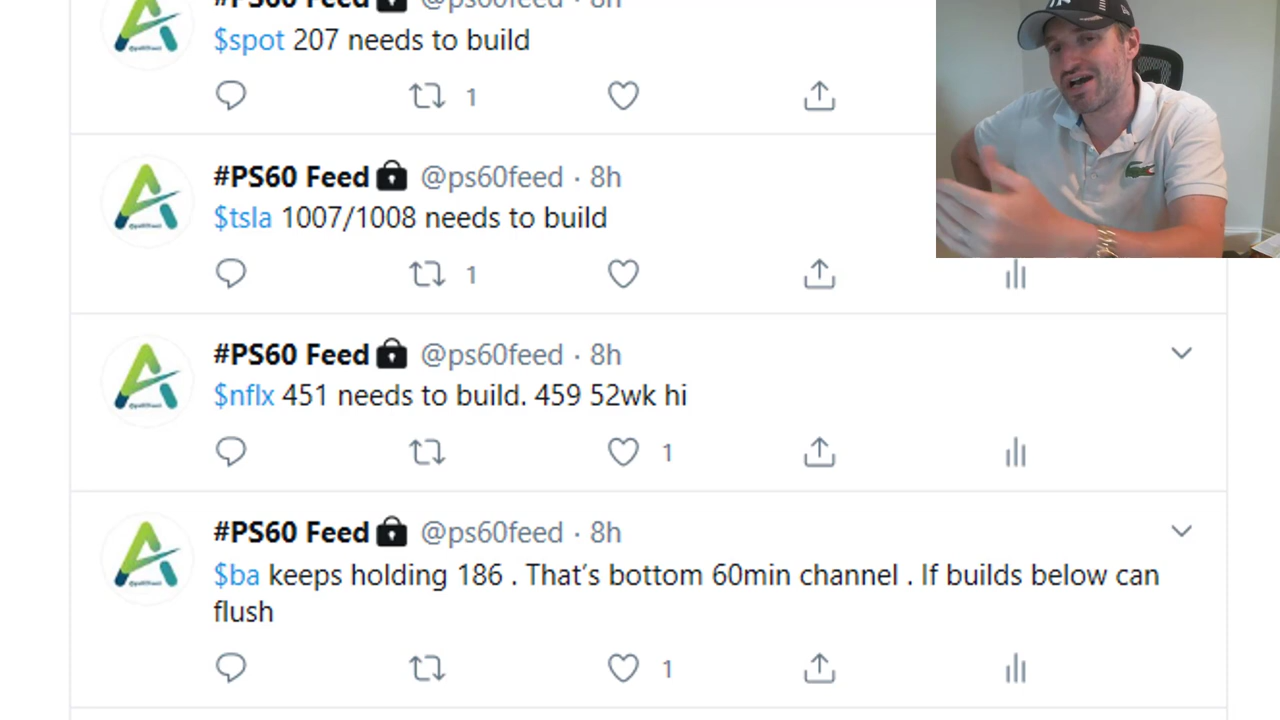 #PS60 Feed @ps60feed · 8h
$spot 207 needs to build
1
#PS60 Feed @ps60feed · 8h
$tsla 1007/1008 needs to build
1
#PS60 Feed @ps60feed · 8h
$nflx 451 needs to build. 459 52wk hi
1
#PS60 Feed @ps60feed · 8h
$ba keeps holding 186 . That's bottom 60min channel . If builds below can
flush
1